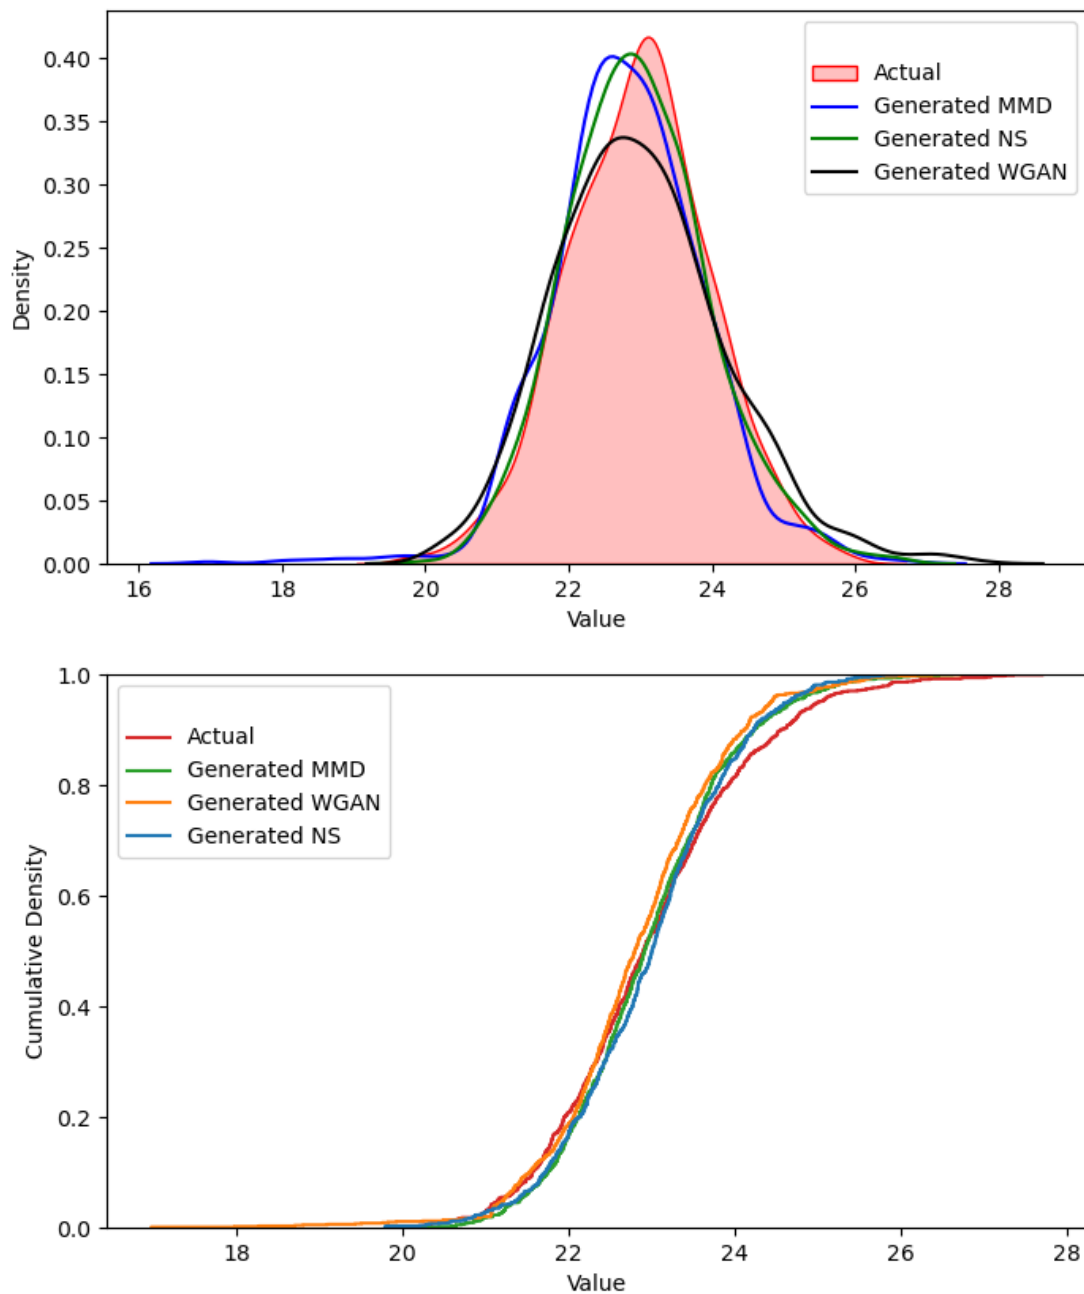 0.40
0.35
0.30
0.25
0.20
0.15
0.10
0.05
0.00
Density
Actual
Generated MMD
Generated NS
Generated WGAN
16 18 20 22 24 26 28
Value
1.0
0.8
0.6
0.4
0.2
0.0
Cumulative Density
Actual
Generated MMD
Generated WGAN
Generated NS
18 20 22 24 26 28
Value